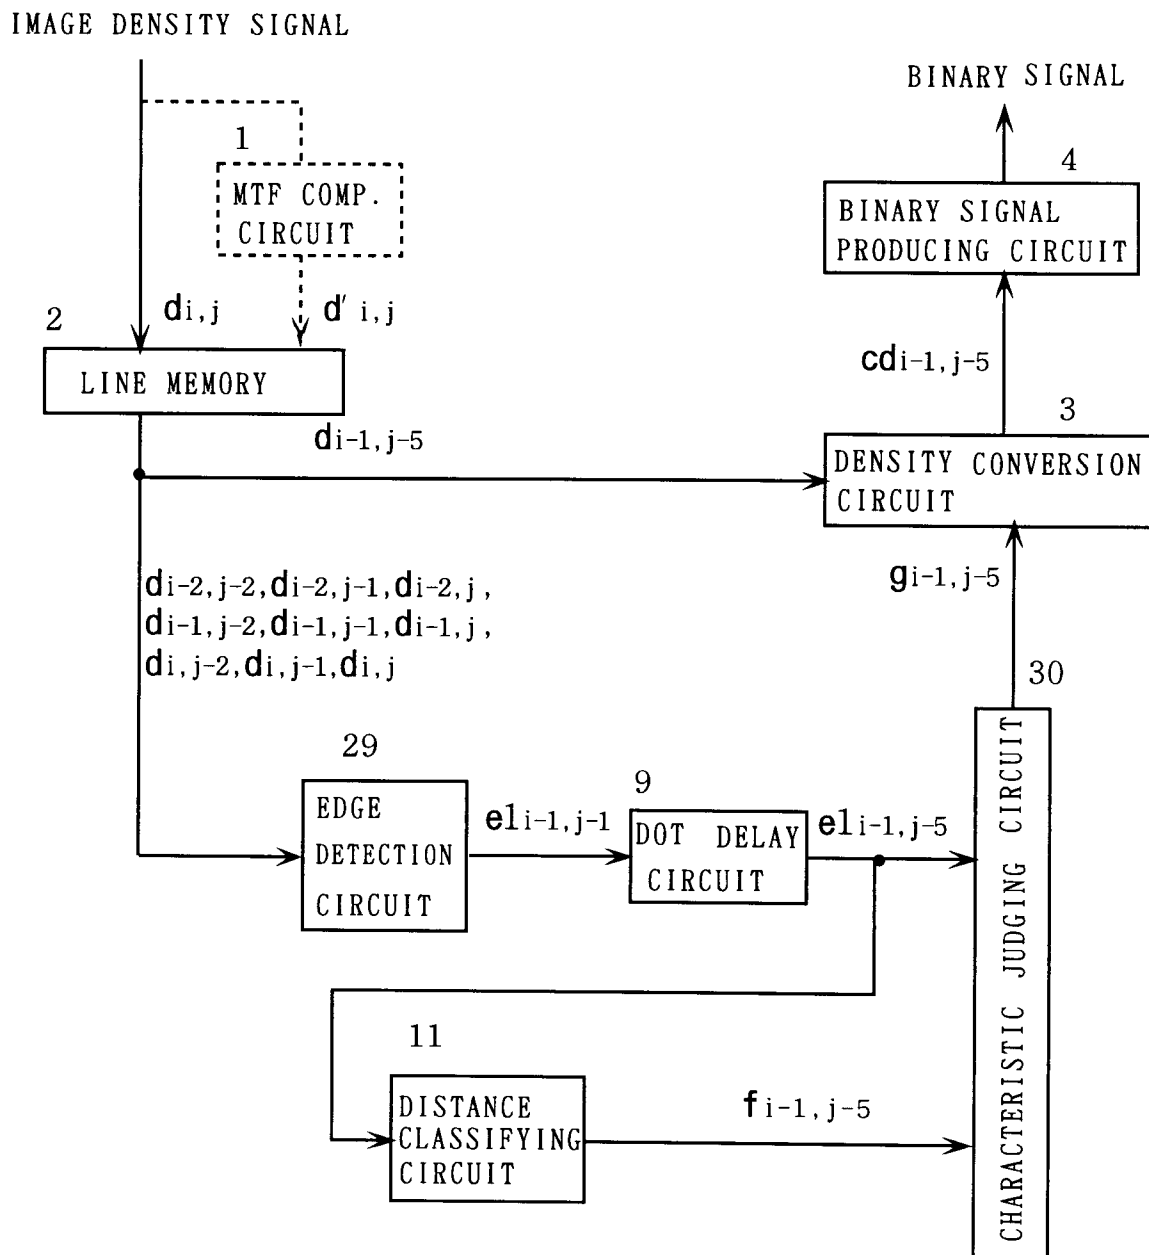 IMAGE DENSITY SIGNAL
BINARY SIGNAL
1
MTF COMP.
CIRCUIT
4
BINARY SIGNAL
PRODUCING CIRCUIT
di,j
d' i,j
2
LINE MEMORY
cdi-1,j-5
di-1,j-5
3
DENSITY CONVERSION
CIRCUIT
di-2,j-2,di-2,j-1,di-2,j,
di-1,j-2,di-1,j-1,di-1,j,
di,j-2,di,j-1,di,j
gi-1,j-5
30
CHARACTERISTIC JUDGING CIRCUIT
29
EDGE
DETECTION
CIRCUIT
eli-1,j-1
9
DOT DELAY
CIRCUIT
eli-1,j-5
11
DISTANCE
CLASSIFYING
CIRCUIT
fi-1,j-5